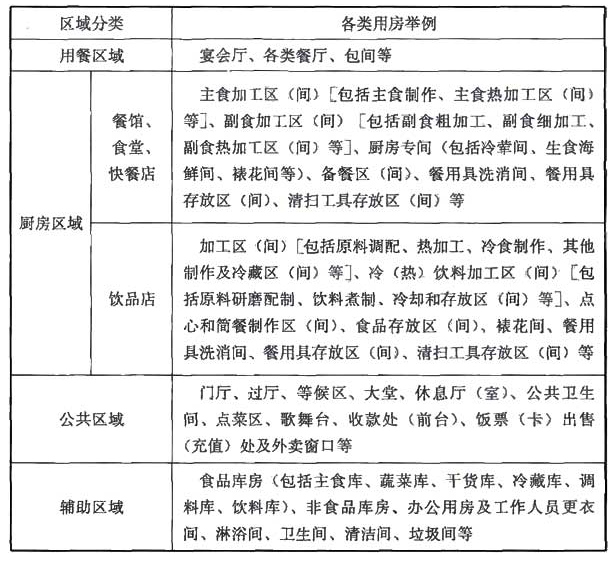 区域分类 各类用房举例
用餐区域 宴会厅、各类餐厅、包间等
厨房区域
餐馆、
食堂、
快餐店
主食加工区（间）[包括主食制作、主食热加工区（间）
等]、副食加工区（间）[包括副食粗加工、副食细加工、
副食热加工区（间）等]、厨房专间（包括冷荤间、生食海
鲜间、裱花间等）、备餐区（间）、餐用具洗消间、餐用具
存放区（间）、清扫工具存放区（间）等
饮品店
加工区（间）[包括原料调配、热加工、冷食制作、其他
制作及冷藏区（间）等]、冷（热）饮料加工区（间）[包
括原料研磨配制、饮料煮制、冷却和存放区（间）等]、点
心和简餐制作区（间）、食品存放区（间）、裱花间、餐用
具洗消间、餐用具存放区（间）、清扫工具存放区（间）等
公共区域
门厅、过厅、等候区、大堂、休息厅（室）、公共卫生
间、点菜区、歌舞台、收款处（前台）、饭票（卡）出售
（充值）处及外卖窗口等
辅助区域
食品库房（包括主食库、蔬菜库、干货库、冷藏库、调
料库、饮料库）、非食品库房、办公用房及工作人员更衣
间、淋浴间、卫生间、清洁间、垃圾间等